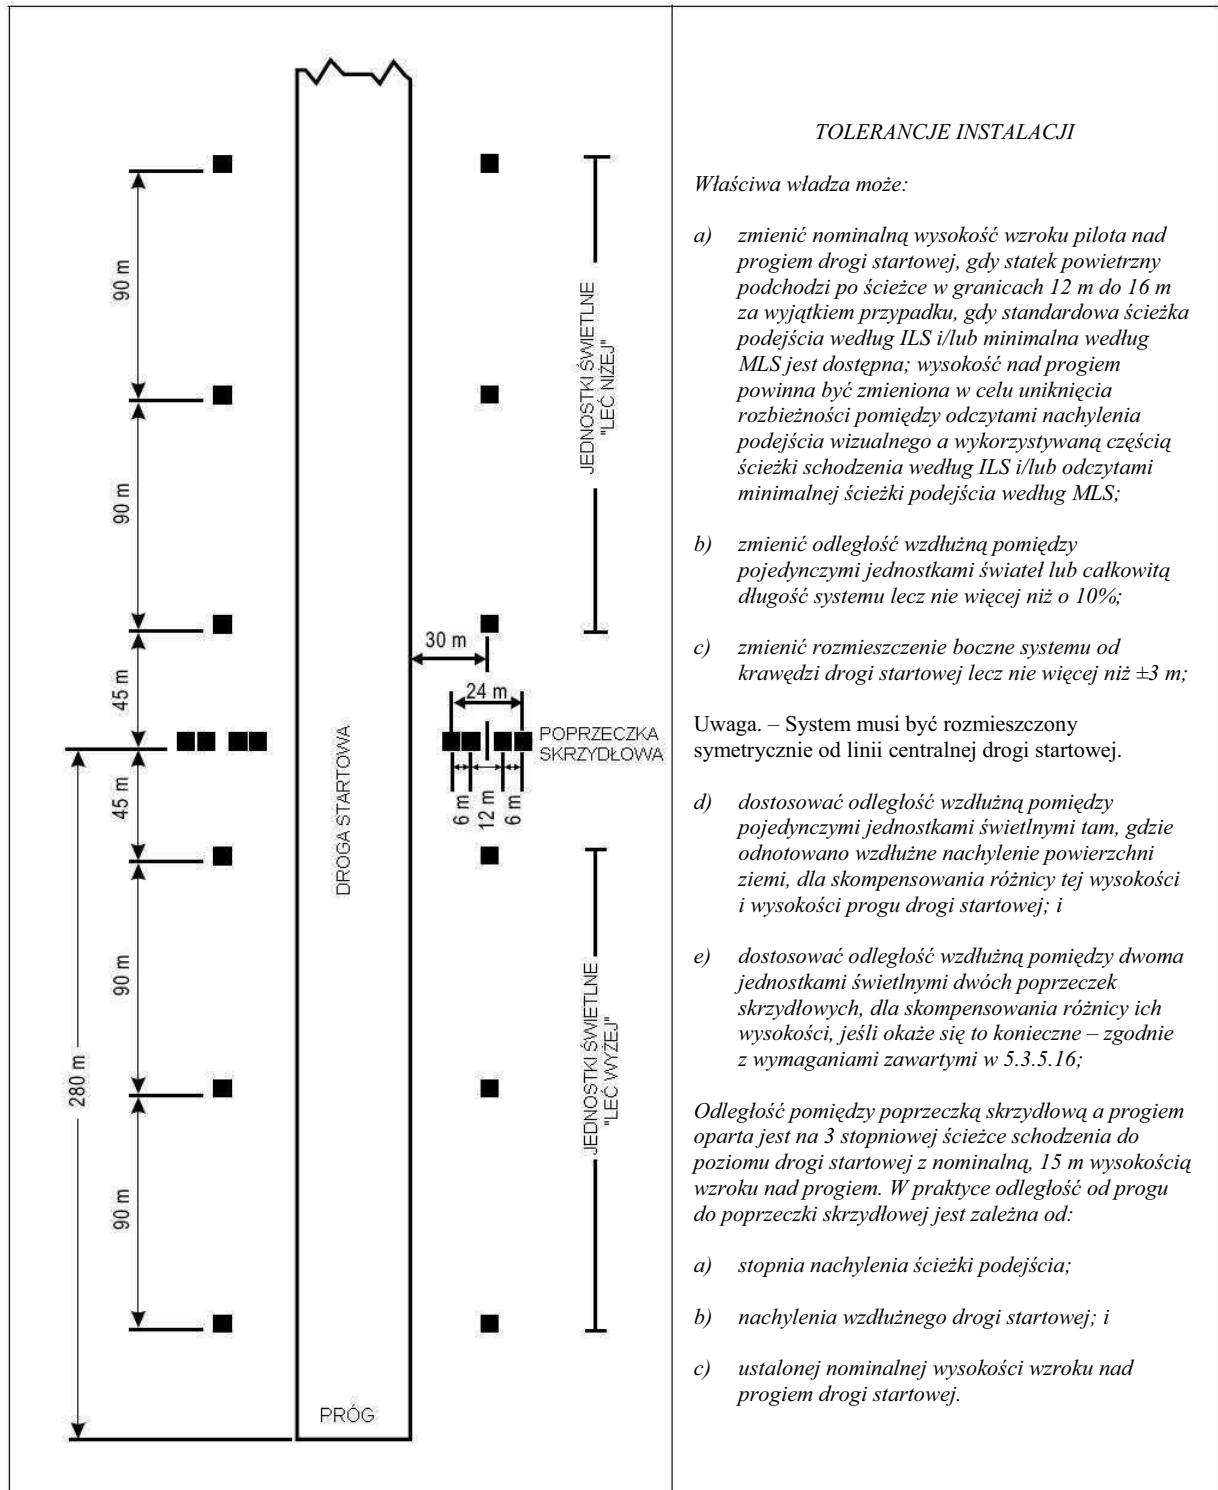 90 m
90 m
45 m
45 m
90 m
90 m
280 m
DROGA STARTOWA
PRÓG
30 m
24 m
6 m
12 m
6 m
POPRZECZKA
SKRZYDŁOWA
JEDNOSTKI ŚWIETLNE
"LEĆ NIŻEJ"
JEDNOSTKI ŚWIETLNE
"LEĆ WYŻEJ"
TOLERANCJE INSTALACJI
Właściwa władza może:
a) zmienić nominalną wysokość wzroku pilota nad
progiem drogi startowej, gdy statek powietrzny
podchodzi po ścieżce w granicach 12 m do 16 m
za wyjątkiem przypadku, gdy standardowa ścieżka
podejścia według ILS i/lub minimalna według
MLS jest dostępna; wysokość nad progiem
powinna być zmieniona w celu uniknięcia
rozbieżności pomiędzy odczytami nachylenia
podejścia wizualnego a wykorzystywaną częścią
ścieżki schodzenia według ILS i/lub odczytami
minimalnej ścieżki podejścia według MLS;
b) zmienić odległość wzdłużną pomiędzy
pojedynczymi jednostkami świateł lub całkowitą
długość systemu lecz nie więcej niż o 10%;
c) zmienić rozmieszczenie boczne systemu od
krawędzi drogi startowej lecz nie więcej niż ±3 m;
Uwaga. – System musi być rozmieszczony
symetrycznie od linii centralnej drogi startowej.
d) dostosować odległość wzdłużną pomiędzy
pojedynczymi jednostkami świetlnymi tam, gdzie
odnotowano wzdłużne nachylenie powierzchni
ziemi, dla skompensowania różnicy tej wysokości
i wysokości progu drogi startowej; i
e) dostosować odległość wzdłużną pomiędzy dwoma
jednostkami świetlnymi dwóch poprzeczek
skrzydłowych, dla skompensowania różnicy ich
wysokości, jeśli okaże się to konieczne – zgodnie
z wymaganiami zawartymi w 5.3.5.16;
Odległość pomiędzy poprzeczką skrzydłową a progiem
oparta jest na 3 stopniowej ścieżce schodzenia do
poziomu drogi startowej z nominalną, 15 m wysokością
wzroku nad progiem. W praktyce odległość od progu
do poprzeczki skrzydłowej jest zależna od:
a) stopnia nachylenia ścieżki podejścia;
b) nachylenia wzdłużnego drogi startowej; i
c) ustalonej nominalnej wysokości wzroku nad
progiem drogi startowej.